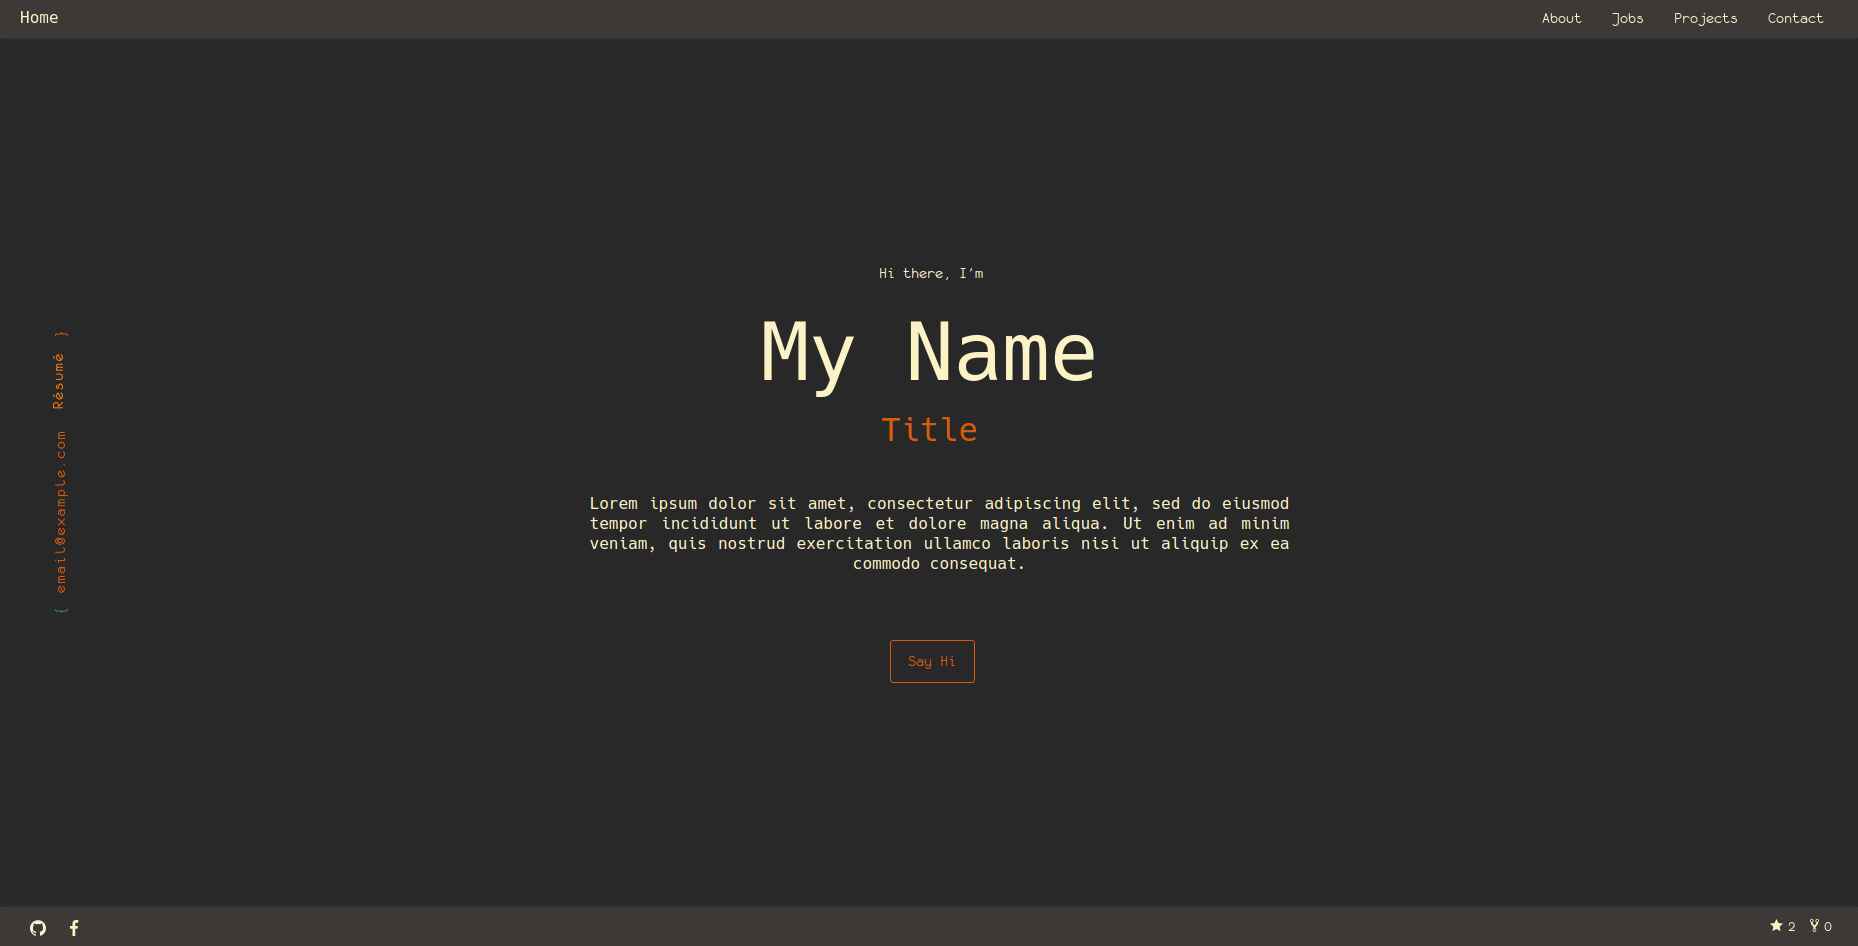 Home
About Jobs Projects Contact
Hi there, I'm
My Name
Title
Lorem ipsum dolor sit amet, consectetur adipiscing elit, sed do eiusmod
tempor incididunt ut labore et dolore magna aliqua. Ut enim ad minim
veniam, quis nostrud exercitation ullamco laboris nisi ut aliquip ex ea
commodo consequat.
Say Hi
{ email@example.com Résumé }
2 0